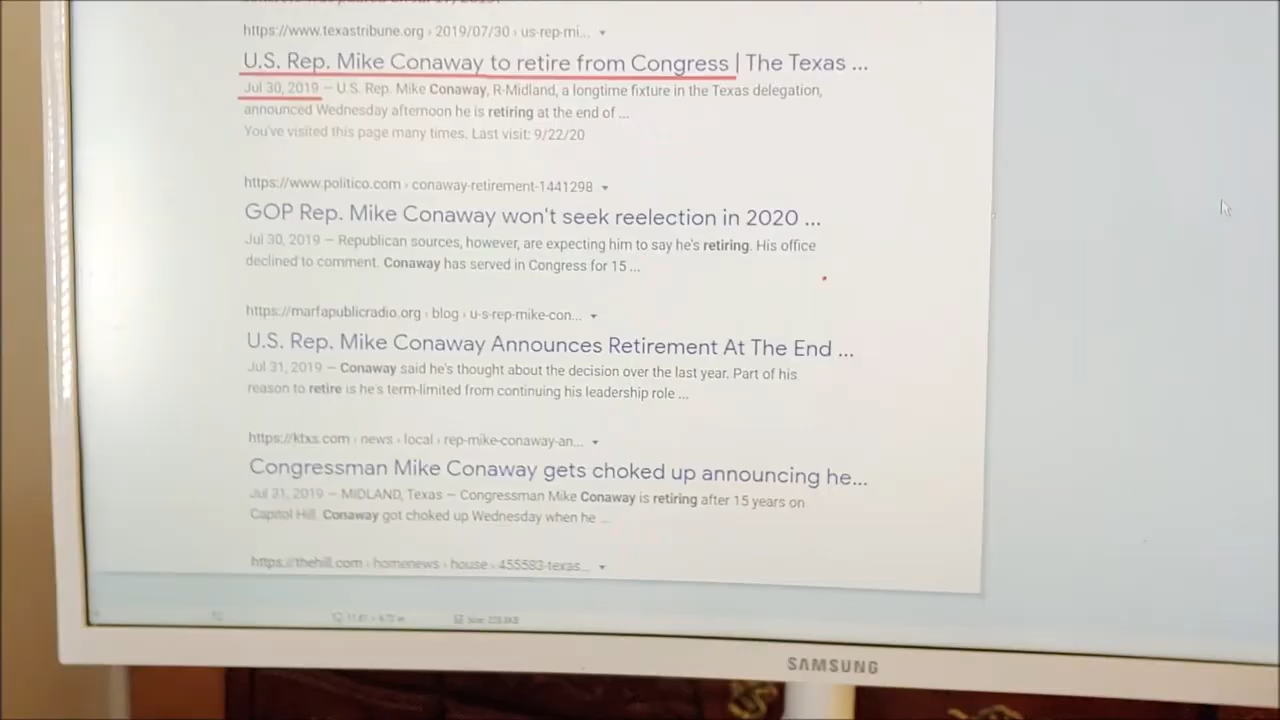 https://www.texastribune.org › 2019/07/30 › us-rep-mi...
U.S. Rep. Mike Conaway to retire from Congress | The Texas ...
Jul 30, 2019 — U.S. Rep. Mike Conaway, R-Midland, a longtime fixture in the Texas delegation,
announced Wednesday afternoon he is retiring at the end of ...
You've visited this page many times. Last visit: 9/22/20
https://www.politico.com › conaway-retirement-1441298
GOP Rep. Mike Conaway won't seek reelection in 2020 ...
Jul 30, 2019 — Republican sources, however, are expecting him to say he's retiring. His office
declined to comment. Conaway has served in Congress for 15 ...
https://marfapublicradio.org › blog › u-s-rep-mike-con...
U.S. Rep. Mike Conaway Announces Retirement At The End ...
Jul 31, 2019 — Conaway said he's thought about the decision over the last year. Part of his
reason to retire is he's term-limited from continuing his leadership role ...
https://ktxs.com › news › local › rep-mike-conaway-an...
Congressman Mike Conaway gets choked up announcing he...
Jul 31, 2019 — MIDLAND, Texas — Congressman Mike Conaway is retiring after 15 years on
Capitol Hill. Conaway got choked up Wednesday when he ...
https://thehill.com › homenews › house › 455583-texas...
SAMSUNG